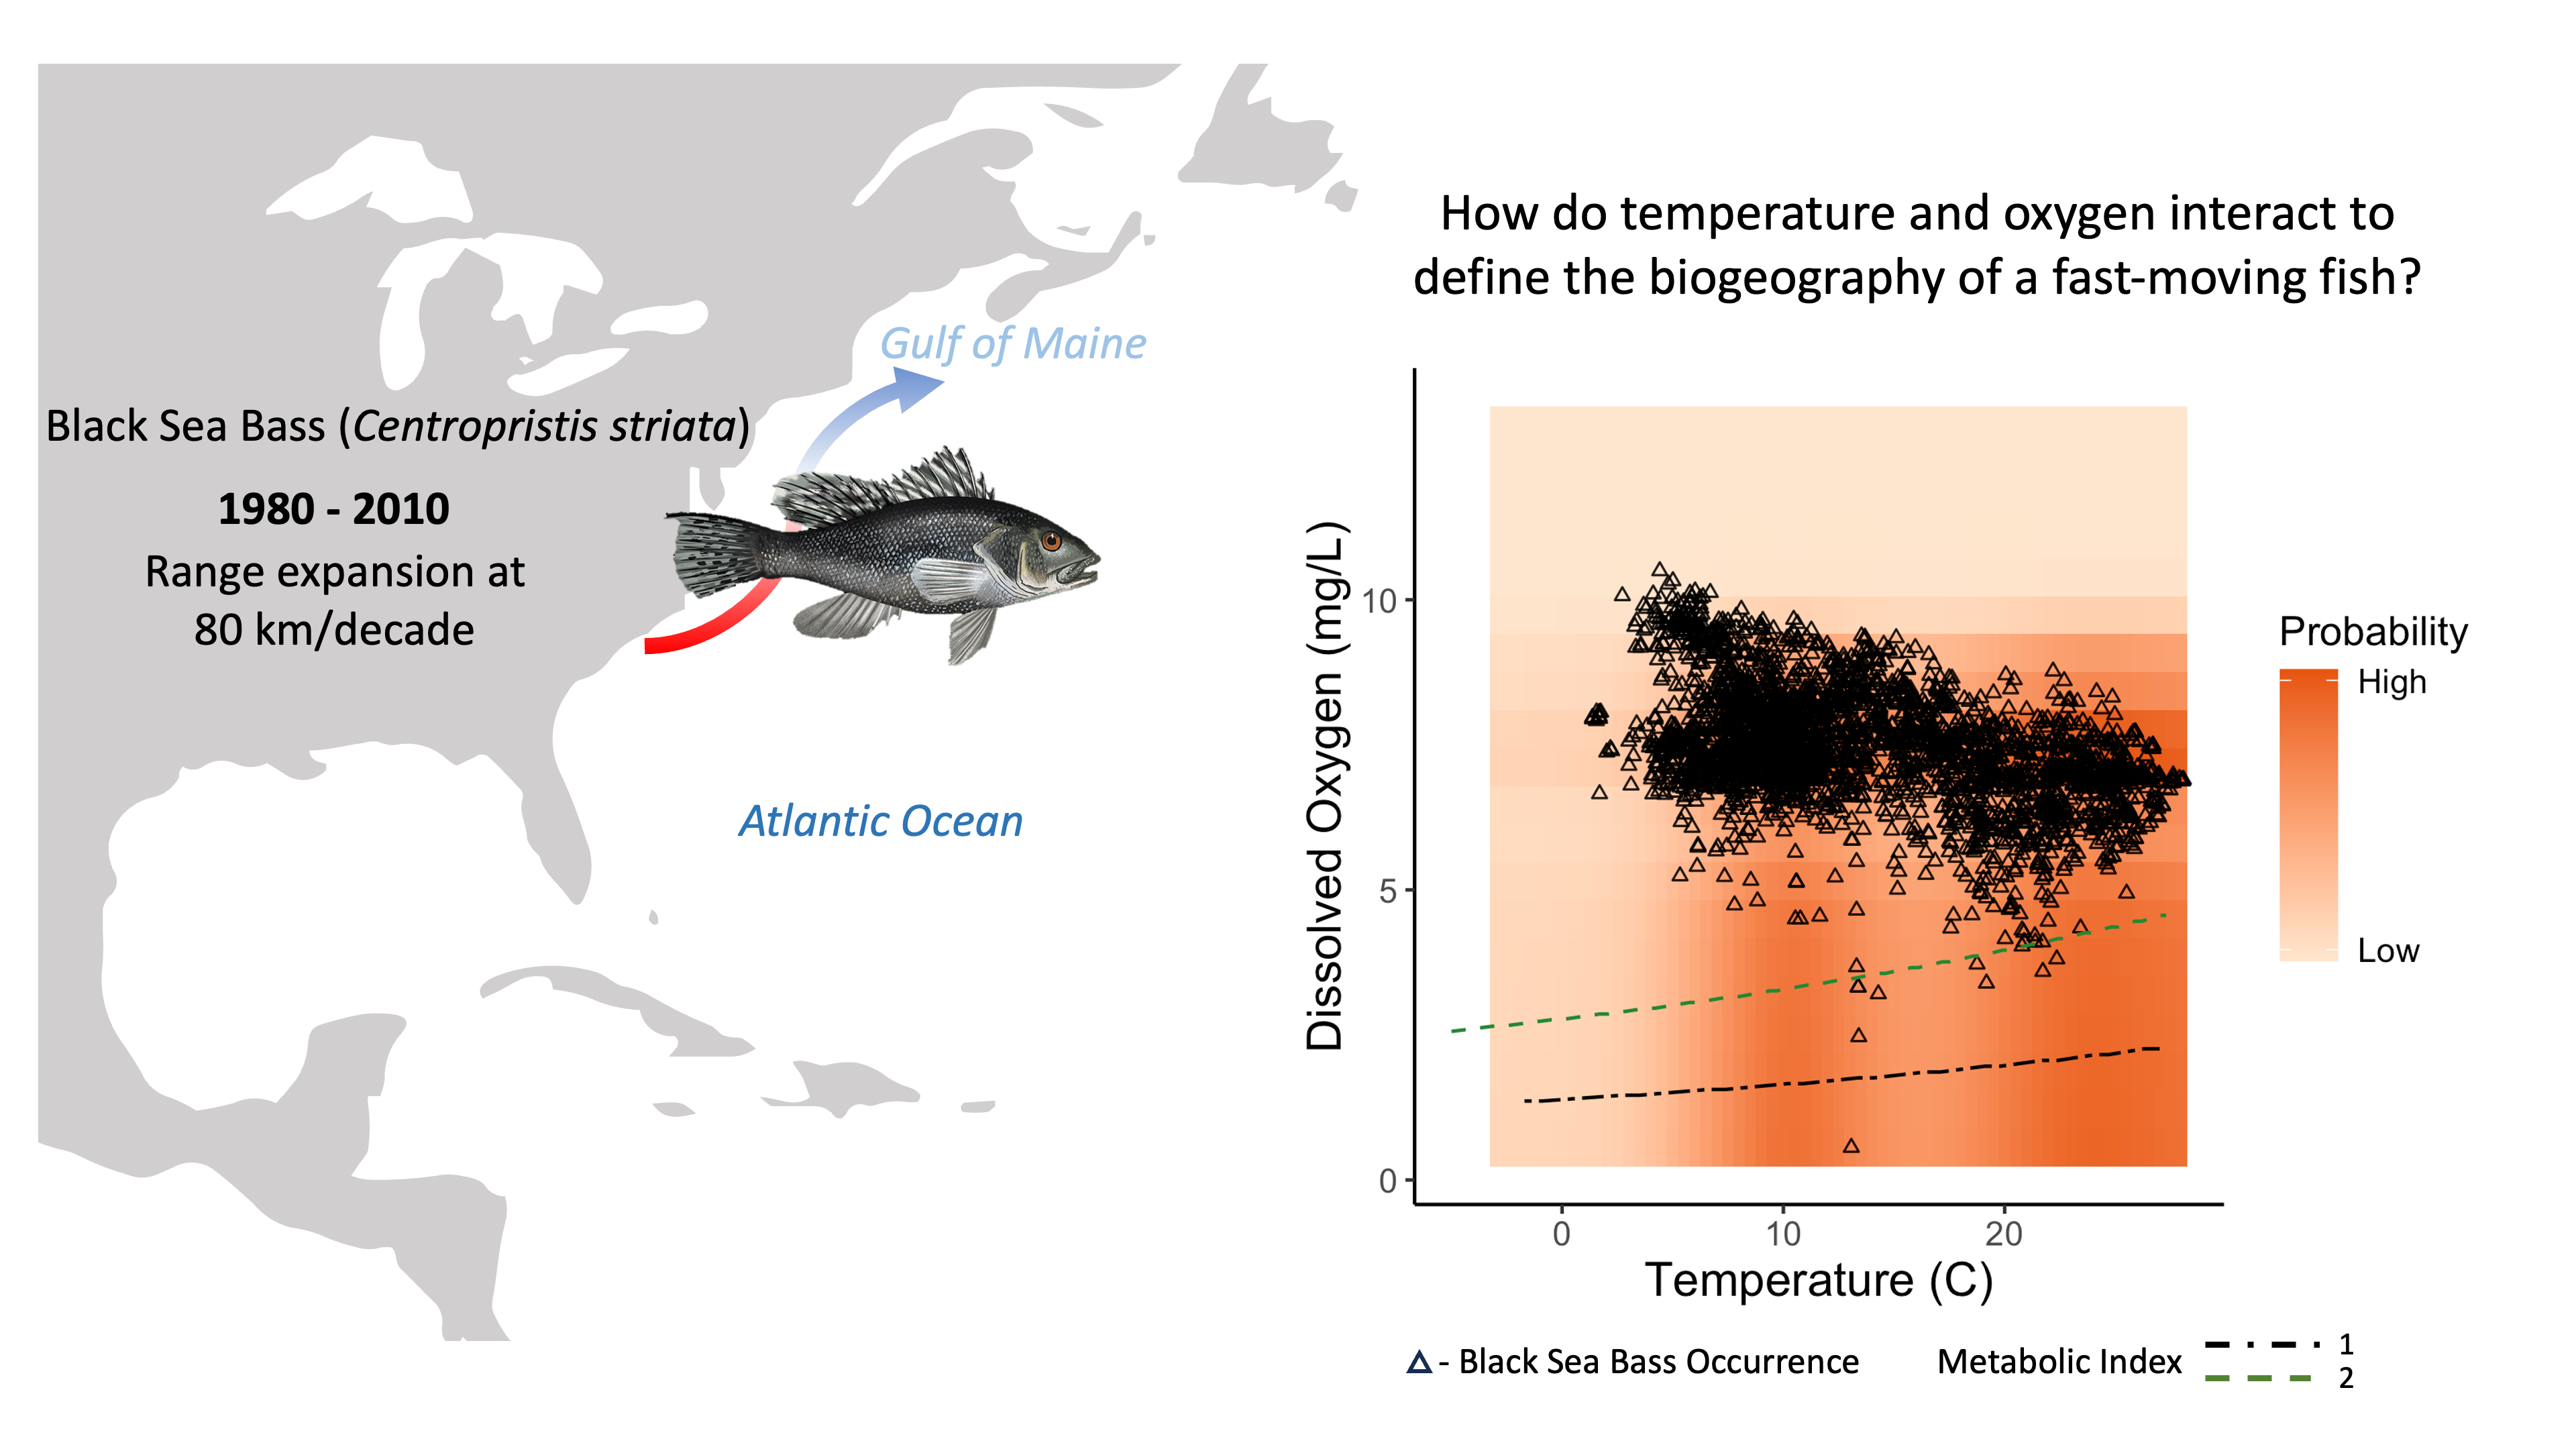 Gulf of Maine
Black Sea Bass (Centropristis striata)
1980 - 2010
Range expansion at
80 km/decade
Atlantic Ocean
How do temperature and oxygen interact to
define the biogeography of a fast-moving fish?
Dissolved Oxygen (mg/L)
10
5
0
0
10
20
Temperature (C)
Probability
High
Low
- Black Sea Bass Occurrence
Metabolic Index
1
2